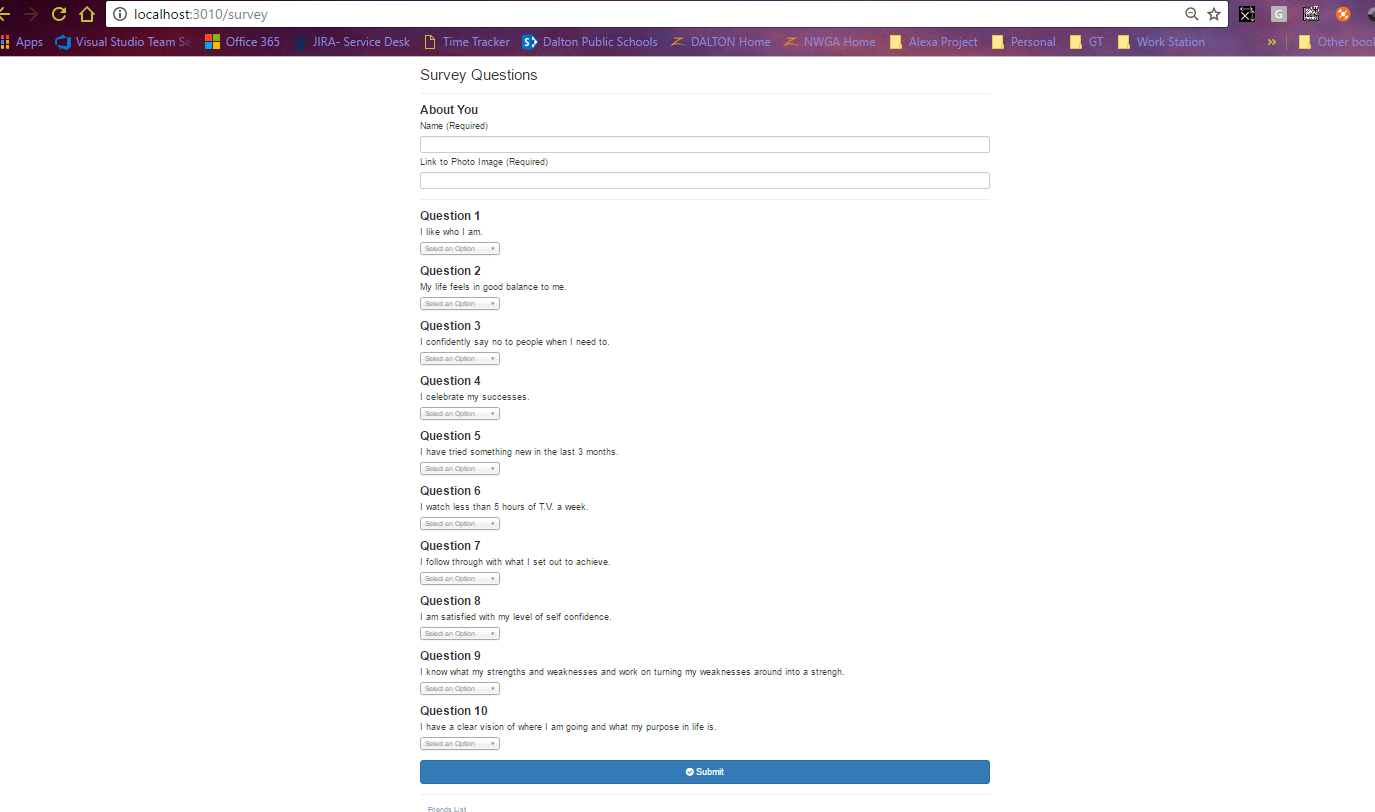 localhost:3010/survey
Apps Visual Studio Team Se Office 365 JIRA- Service Desk Time Tracker Dalton Public Schools DALTON Home NWGA Home Alexa Project Personal GT Work Station » Other bool
Survey Questions
About You
Name (Required)
Link to Photo Image (Required)
Question 1
I like who I am.
Select an Option
Question 2
My life feels in good balance to me.
Select an Option
Question 3
I confidently say no to people when I need to.
Select an Option
Question 4
I celebrate my successes.
Select an Option
Question 5
I have tried something new in the last 3 months.
Select an Option
Question 6
I watch less than 5 hours of T.V. a week.
Select an Option
Question 7
I follow through with what I set out to achieve.
Select an Option
Question 8
I am satisfied with my level of self confidence.
Select an Option
Question 9
I know what my strengths and weaknesses and work on turning my weaknesses around into a strengh.
Select an Option
Question 10
I have a clear vision of where I am going and what my purpose in life is.
Select an Option
Submit
Friends List